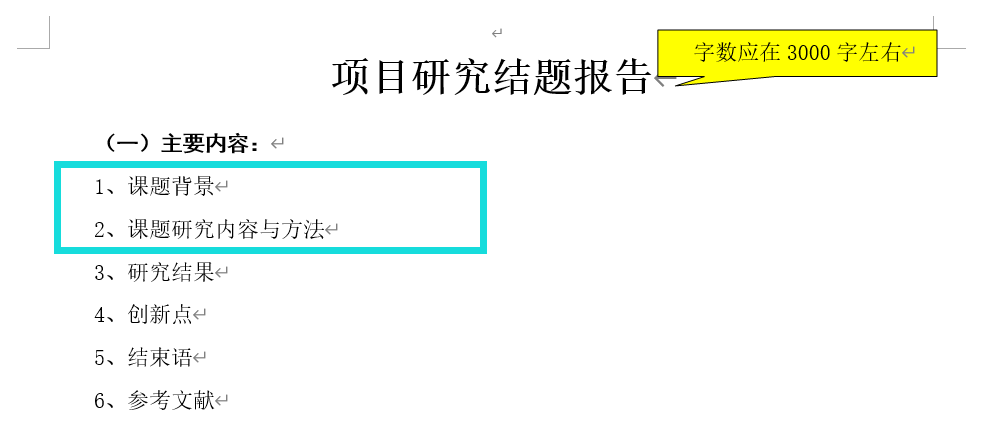 字数应在 3000 字左右
项目研究结题报告
（一）主要内容：
1、课题背景
2、课题研究内容与方法
3、研究结果
4、创新点
5、结束语
6、参考文献